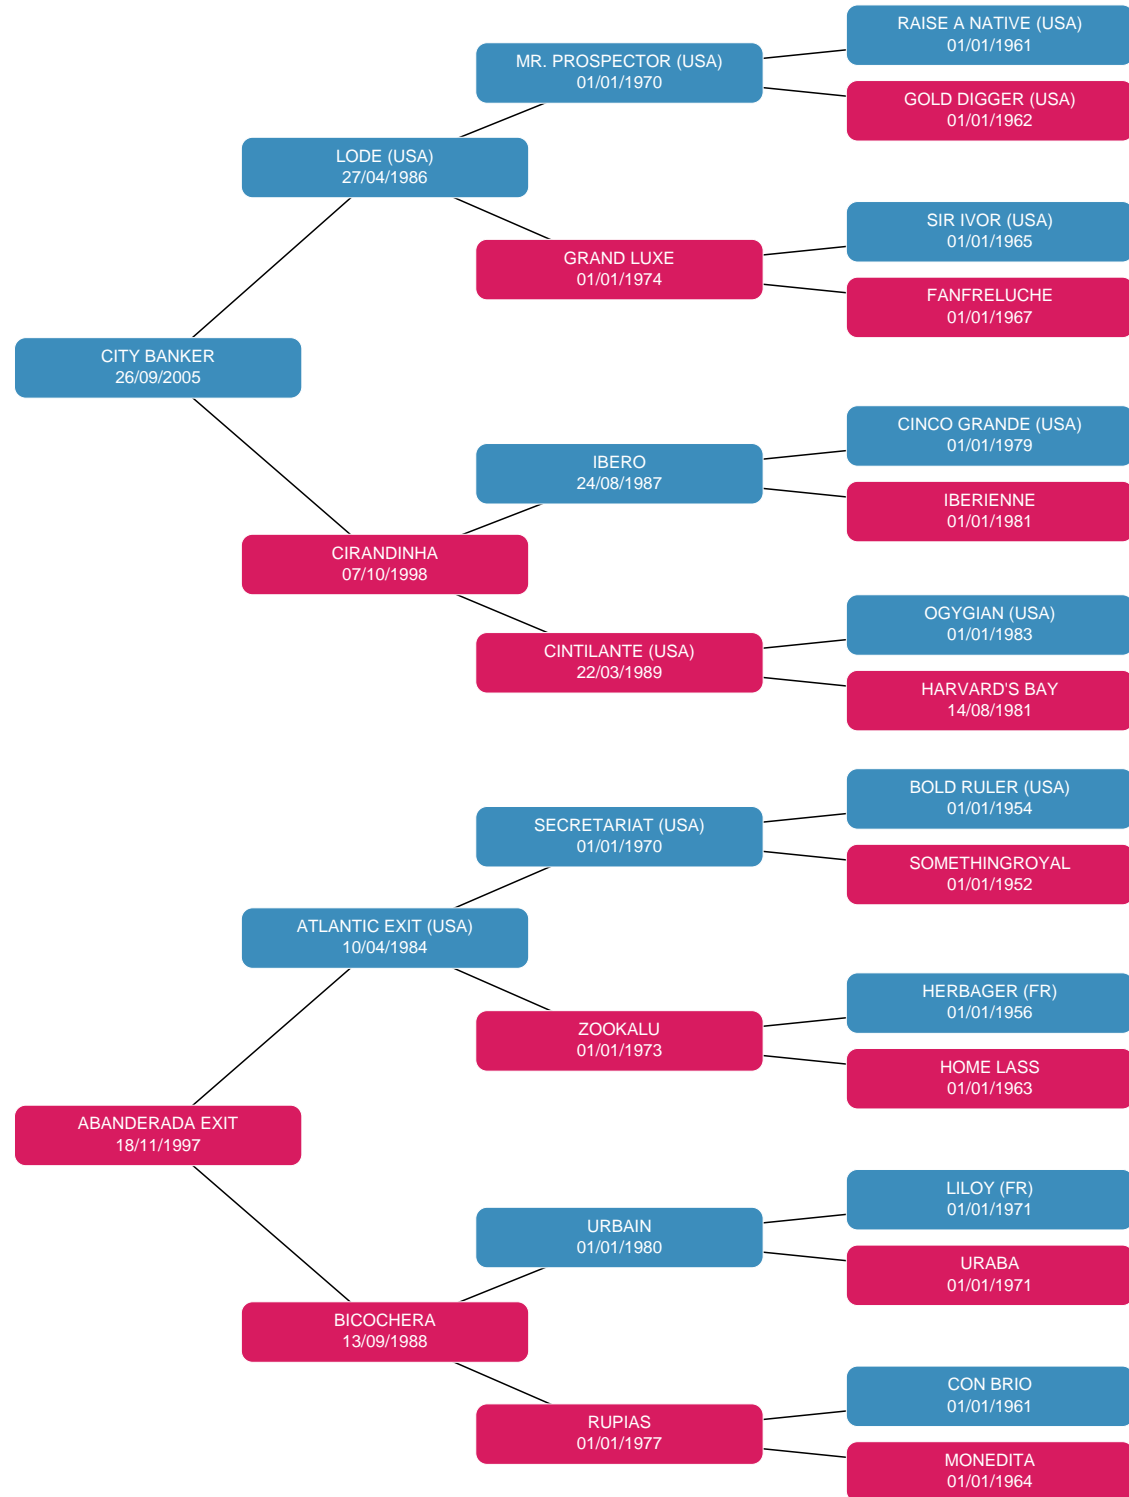 RAISE A NATIVE (USA)
01/01/1961
MR. PROSPECTOR (USA)
01/01/1970
GOLD DIGGER (USA)
01/01/1962
LODE (USA)
27/04/1986
SIR IVOR (USA)
01/01/1965
GRAND LUXE
01/01/1974
FANFRELUCHE
01/01/1967
CITY BANKER
26/09/2005
CINCO GRANDE (USA)
01/01/1979
IBERO
24/08/1987
IBERIENNE
01/01/1981
CIRANDINHA
07/10/1998
OGYGIAN (USA)
01/01/1983
CINTILANTE (USA)
22/03/1989
HARVARD'S BAY
14/08/1981
BOLD RULER (USA)
01/01/1954
SECRETARIAT (USA)
01/01/1970
SOMETHINGROYAL
01/01/1952
ATLANTIC EXIT (USA)
10/04/1984
HERBAGER (FR)
01/01/1956
ZOOKALU
01/01/1973
HOME LASS
01/01/1963
ABANDERADA EXIT
18/11/1997
LILOY (FR)
01/01/1971
URBAIN
01/01/1980
URABA
01/01/1971
BICOCHERA
13/09/1988
CON BRIO
01/01/1961
RUPIAS
01/01/1977
MONEDITA
01/01/1964